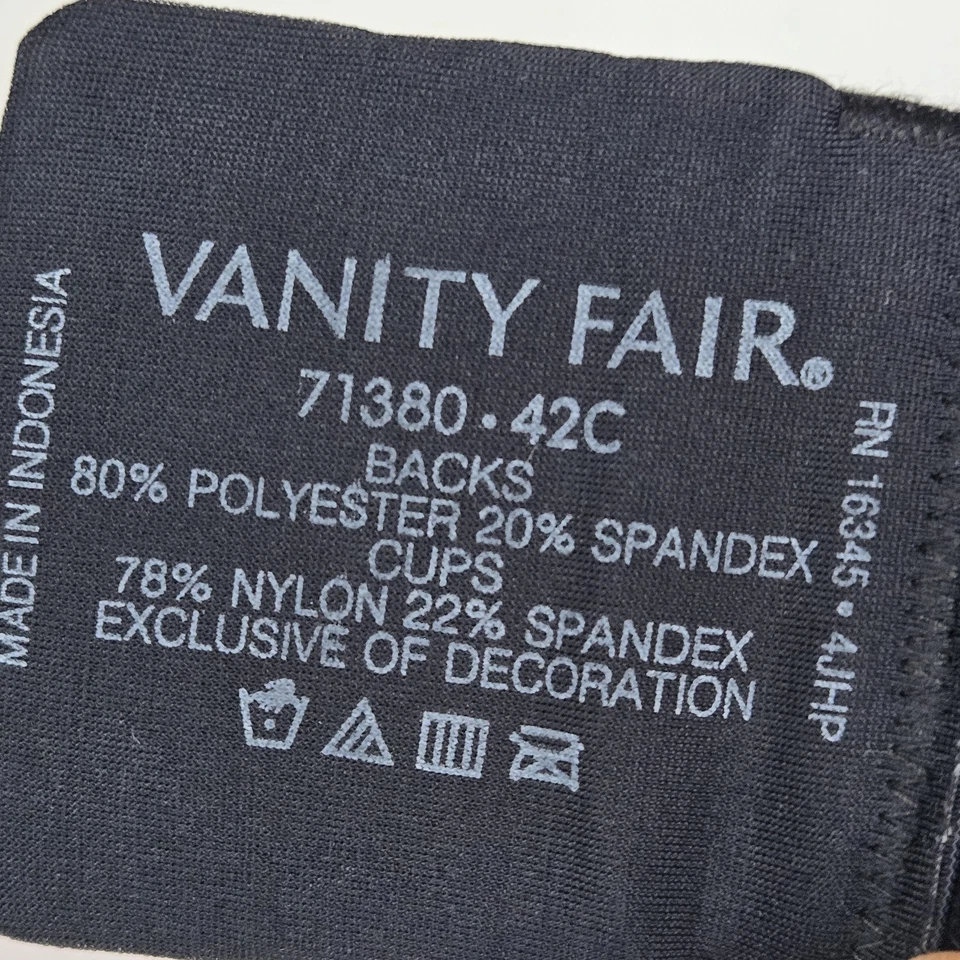 VANITY FAIR®
71380 • 42C
BACKS
80% POLYESTER 20% SPANDEX
CUPS
78% NYLON 22% SPANDEX
EXCLUSIVE OF DECORATION
MADE IN INDONESIA
RN 16345 • 4JHP